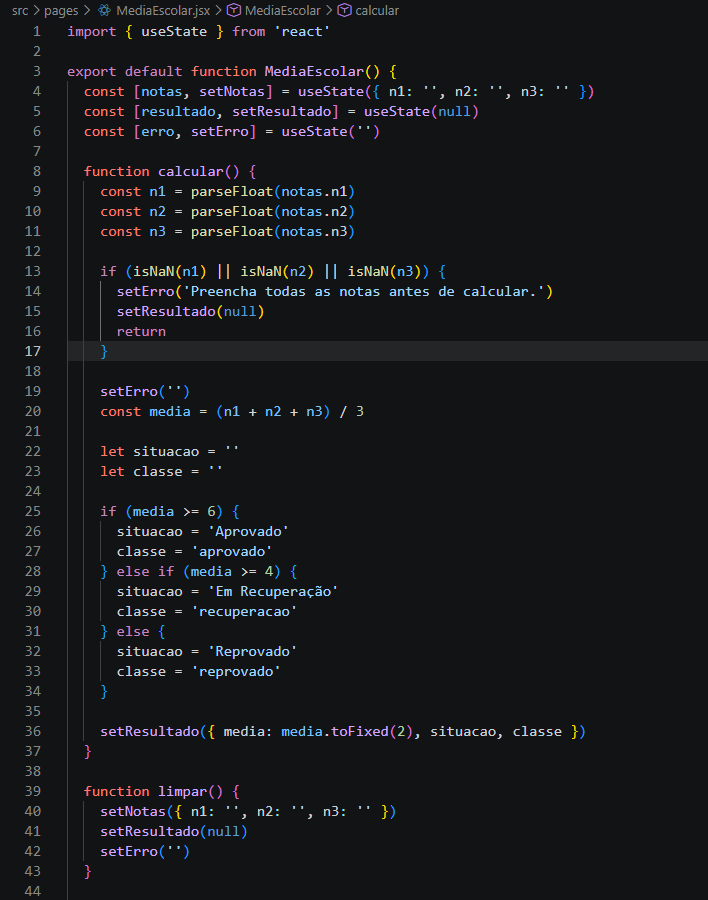 src > pages > MediaEscolar.jsx > MediaEscolar > calcular
1 import { useState } from 'react'
2
3 export default function MediaEscolar() {
4   const [notas, setNotas] = useState({ n1: '', n2: '', n3: '' })
5   const [resultado, setResultado] = useState(null)
6   const [erro, setErro] = useState('')
7
8   function calcular() {
9     const n1 = parseFloat(notas.n1)
10     const n2 = parseFloat(notas.n2)
11     const n3 = parseFloat(notas.n3)
12
13     if (isNaN(n1) || isNaN(n2) || isNaN(n3)) {
14       setErro('Preencha todas as notas antes de calcular.')
15       setResultado(null)
16       return
17     }
18
19     setErro('')
20     const media = (n1 + n2 + n3) / 3
21
22     let situacao = ''
23     let classe = ''
24
25     if (media >= 6) {
26       situacao = 'Aprovado'
27       classe = 'aprovado'
28     } else if (media >= 4) {
29       situacao = 'Em Recuperação'
30       classe = 'recuperacao'
31     } else {
32       situacao = 'Reprovado'
33       classe = 'reprovado'
34     }
35
36     setResultado({ media: media.toFixed(2), situacao, classe })
37   }
38
39   function limpar() {
40     setNotas({ n1: '', n2: '', n3: '' })
41     setResultado(null)
42     setErro('')
43   }
44